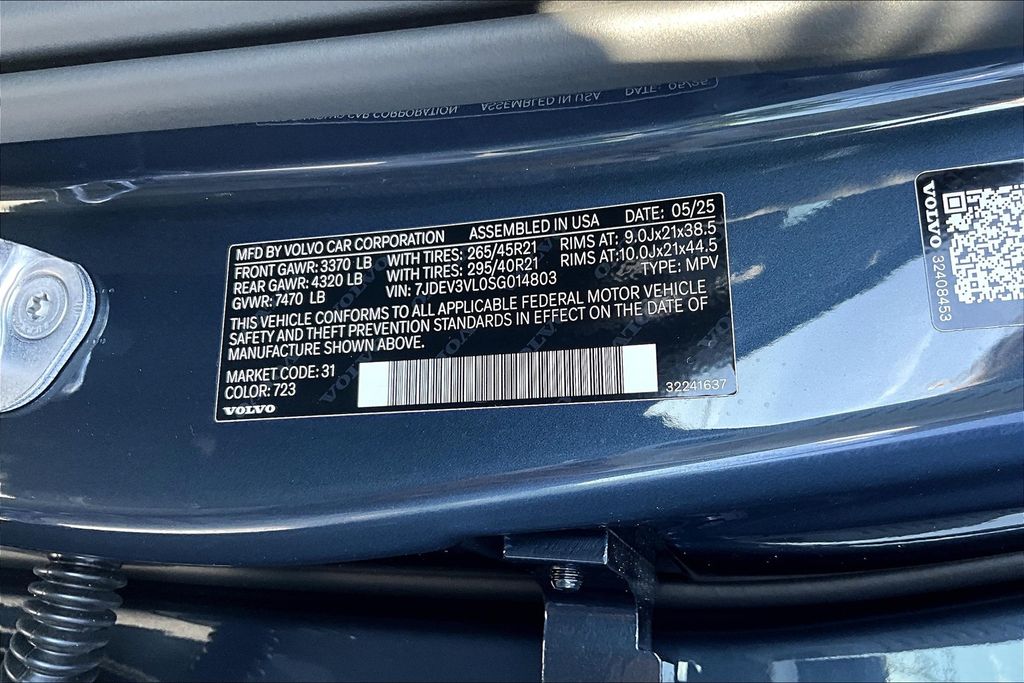 MFD BY VOLVO CAR CORPORATION ASSEMBLED IN USA DATE: 05/25
FRONT GAWR: 3370 LB WITH TIRES: 265/45R21 RIMS AT: 9.0Jx21x38.5
REAR GAWR: 4320 LB WITH TIRES: 295/40R21 RIMS AT: 10.0Jx21x44.5
GVWR: 7470 LB VIN: 7JDEV3VL0SG014803 TYPE: MPV
THIS VEHICLE CONFORMS TO ALL APPLICABLE FEDERAL MOTOR VEHICLE
SAFETY AND THEFT PREVENTION STANDARDS IN EFFECT ON THE DATE OF
MANUFACTURE SHOWN ABOVE.
MARKET CODE: 31
COLOR: 723
VOLVO
32241637
VOLVO
32408453